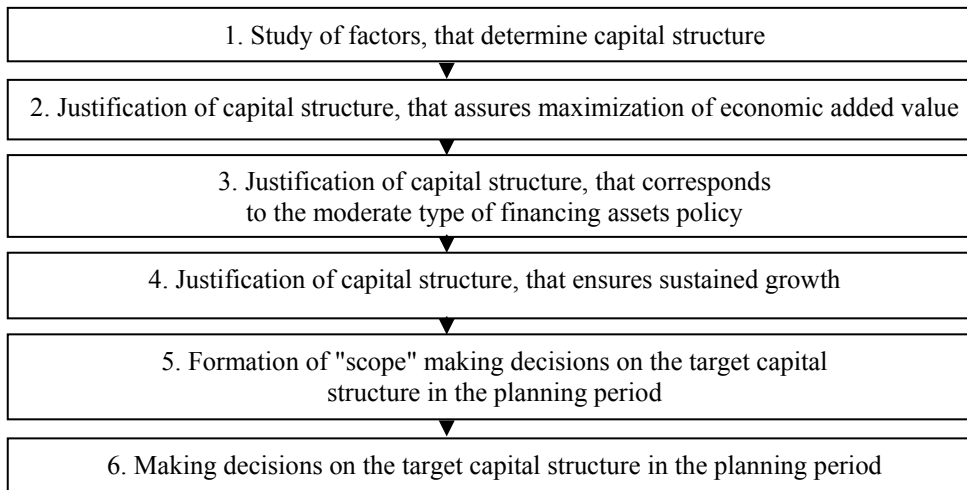 1. Study of factors, that determine capital structure
2. Justification of capital structure, that assures maximization of economic added value
3. Justification of capital structure, that corresponds
to the moderate type of financing assets policy
4. Justification of capital structure, that ensures sustained growth
5. Formation of "scope" making decisions on the target capital
structure in the planning period
6. Making decisions on the target capital structure in the planning period